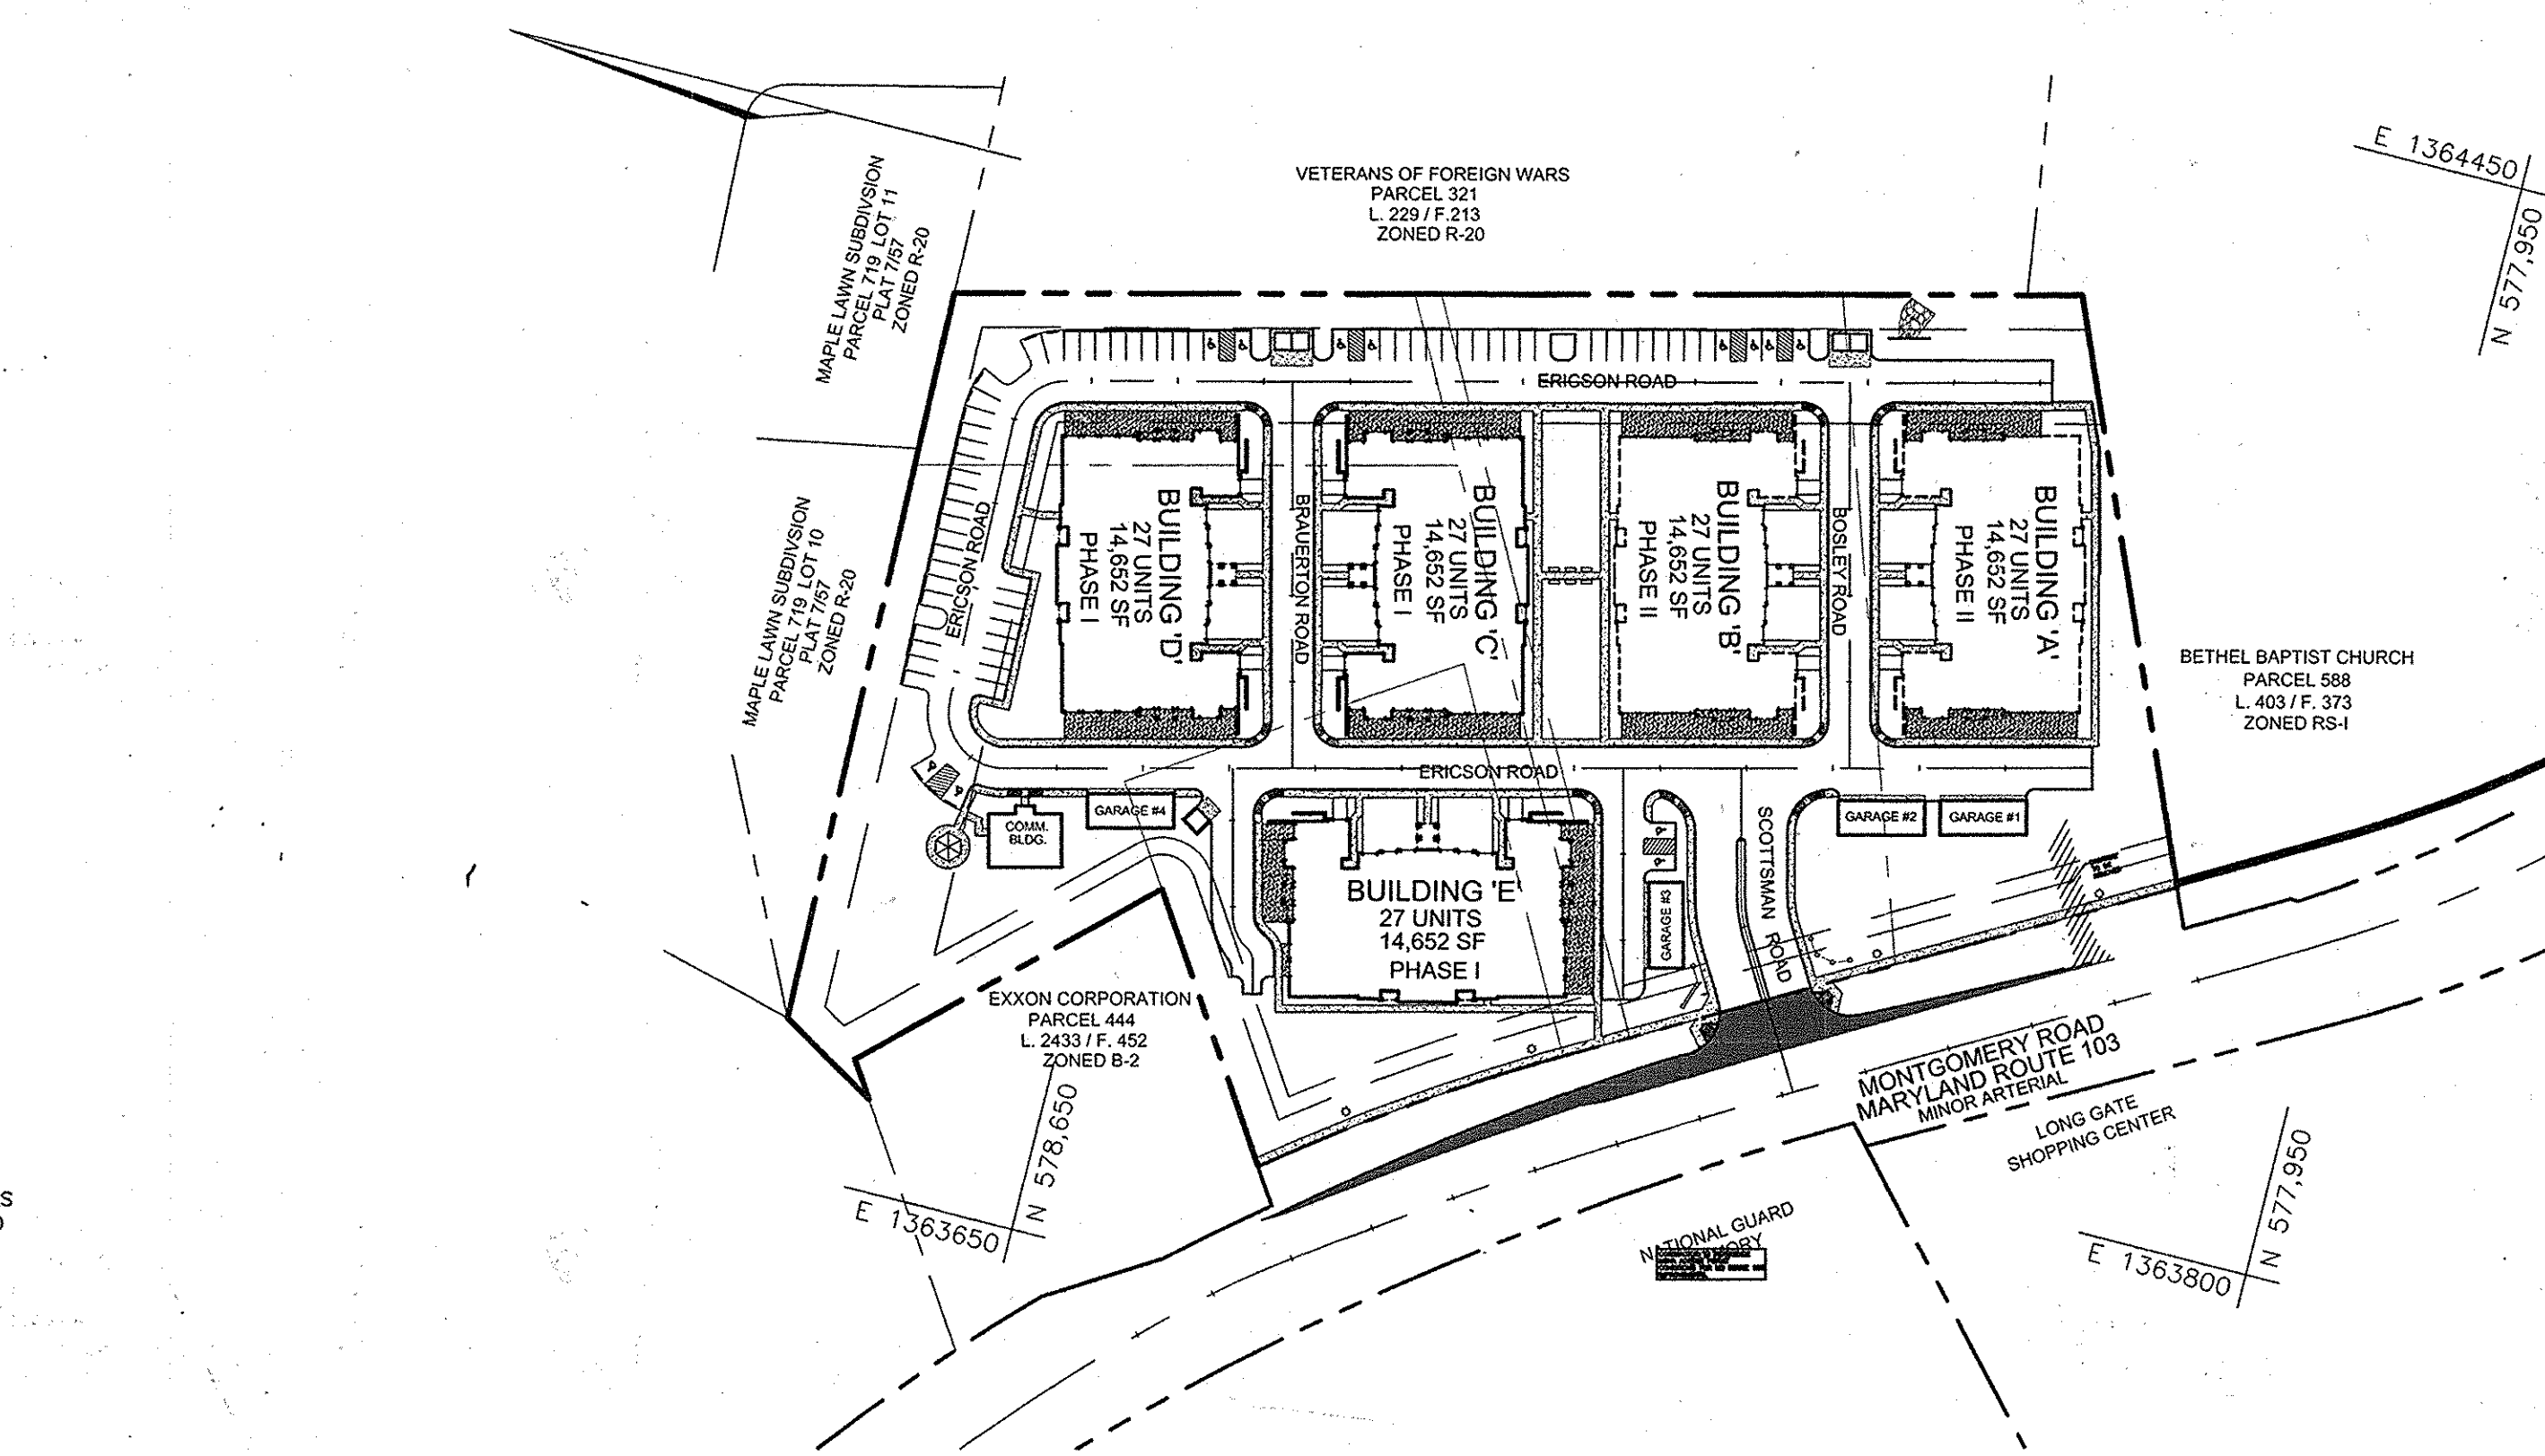 E 1364450
N 577,950
VETERANS OF FOREIGN WARS
PARCEL 321
L. 229 / F.213
ZONED R-20
MAPLE LAWN SUBDIVSION
PARCEL 719 LOT 11
PLAT 7/57
ZONED R-20
ERICSON ROAD
MAPLE LAWN SUBDIVSION
PARCEL 719 LOT 10
PLAT 7/57
ZONED R-20
ERICSON ROAD
BUILDING 'D'
27 UNITS
14,652 SF
PHASE I
BRAUERTON ROAD
BUILDING 'C'
27 UNITS
14,652 SF
PHASE I
BUILDING 'B'
27 UNITS
14,652 SF
PHASE II
BOSLEY ROAD
BUILDING 'A'
27 UNITS
14,652 SF
PHASE II
BETHEL BAPTIST CHURCH
PARCEL 588
L. 403 / F. 373
ZONED RS-I
ERICSON ROAD
COMM.
BLDG.
GARAGE #4
BUILDING 'E'
27 UNITS
14,652 SF
PHASE I
GARAGE #3
SCOTTSMAN ROAD
GARAGE #2
GARAGE #1
EXXON CORPORATION
PARCEL 444
L. 2433 / F. 452
ZONED B-2
MONTGOMERY ROAD
MARYLAND ROUTE 103
MINOR ARTERIAL
LONG GATE
SHOPPING CENTER
E 1363650
N 578,650
NATIONAL GUARD
E 1363800
N 577,950
S